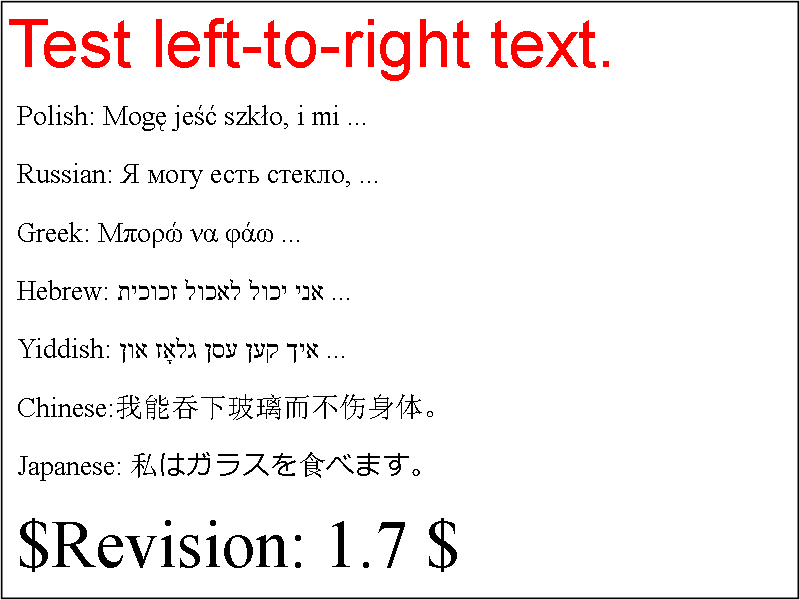 Test left-to-right text.
Polish: Mogę jeść szkło, i mi ...
Russian: Я могу есть стекло, ...
Greek: Μπορώ να φάω ...
Hebrew: אני יכול לאכול זכוכית ...
Yiddish: איך קען עסן גלאָז און ...
Chinese:我能吞下玻璃而不伤身体。
Japanese: 私はガラスを食べます。
$Revision: 1.7 $